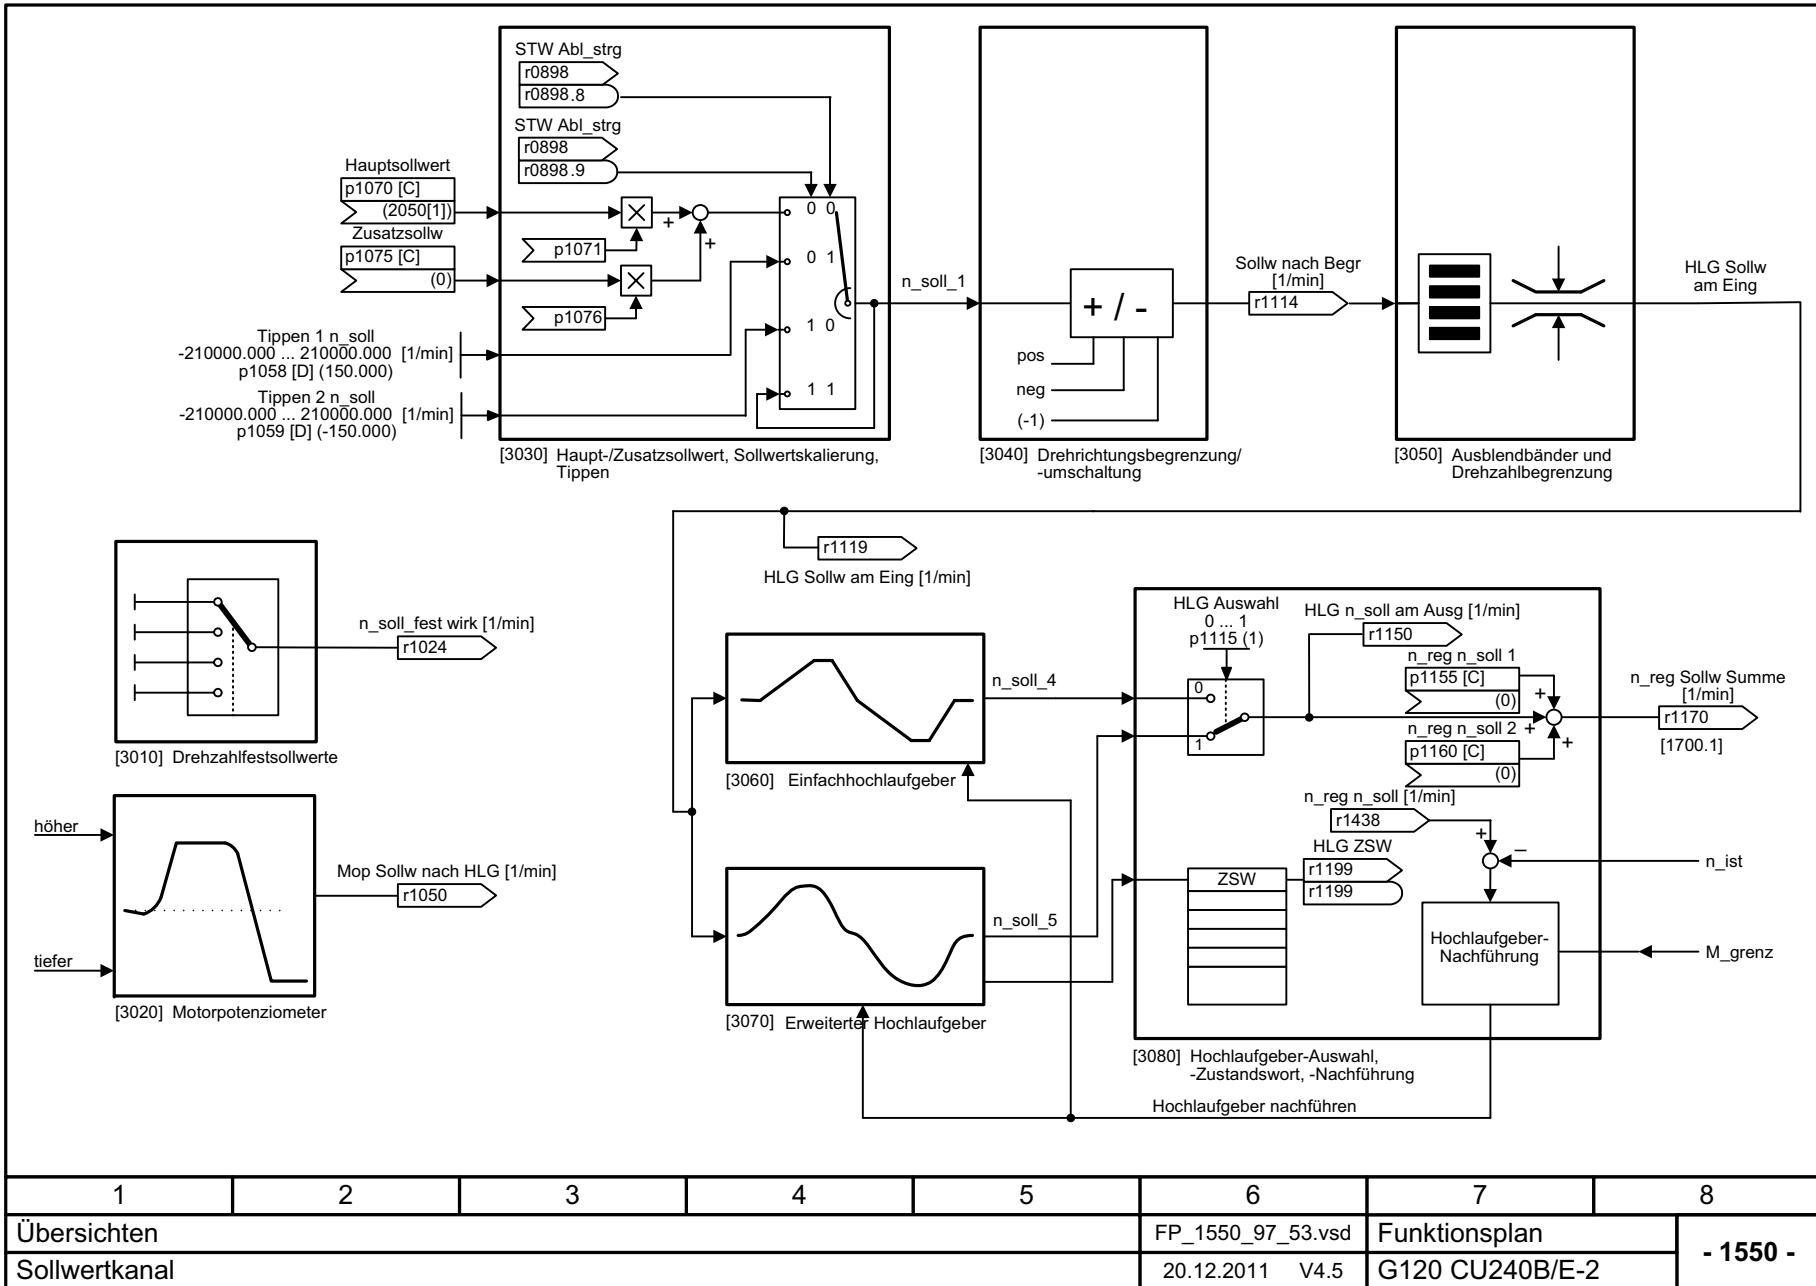 STW Abl_strg
r0898
r0898.8
STW Abl_strg
r0898
r0898.9
Hauptsollwert
p1070 [C]
(2050[1])
Zusatzsollw
p1075 [C]
(0)
p1071
p1076
+
+
0 0
0 1
1 0
1 1
Tippen 1 n_soll
-210000.000 ... 210000.000 [1/min]
p1058 [D] (150.000)
Tippen 2 n_soll
-210000.000 ... 210000.000 [1/min]
p1059 [D] (-150.000)
[3030] Haupt-/Zusatzsollwert, Sollwertskalierung,
Tippen
n_soll_1
+ / -
pos
neg
(-1)
[3040] Drehrichtungsbegrenzung/
-umschaltung
Sollw nach Begr
[1/min]
r1114
[3050] Ausblendbänder und
Drehzahlbegrenzung
HLG Sollw
am Eing
r1119
HLG Sollw am Eing [1/min]
n_soll_fest wirk [1/min]
r1024
[3010] Drehzahlfestsollwerte
höher
tiefer
Mop Sollw nach HLG [1/min]
r1050
[3020] Motorpotenziometer
n_soll_4
[3060] Einfachhochlaufgeber
n_soll_5
[3070] Erweiterter Hochlaufgeber
HLG Auswahl
0 ... 1
p1115 (1)
0
1
HLG n_soll am Ausg [1/min]
r1150
n_reg n_soll 1
p1155 [C]
(0)
+
+
+
n_reg n_soll 2
p1160 [C]
(0)
n_reg Sollw Summe
[1/min]
r1170
[1700.1]
n_reg n_soll [1/min]
r1438
+
–
n_ist
HLG ZSW
r1199
r1199
ZSW
Hochlaufgeber-
Nachführung
M_grenz
[3080] Hochlaufgeber-Auswahl,
-Zustandswort, -Nachführung
Hochlaufgeber nachführen
1 2 3 4 5 6 7 8
Übersichten
FP_1550_97_53.vsd
Funktionsplan
- 1550 -
Sollwertkanal
20.12.2011 V4.5
G120 CU240B/E-2